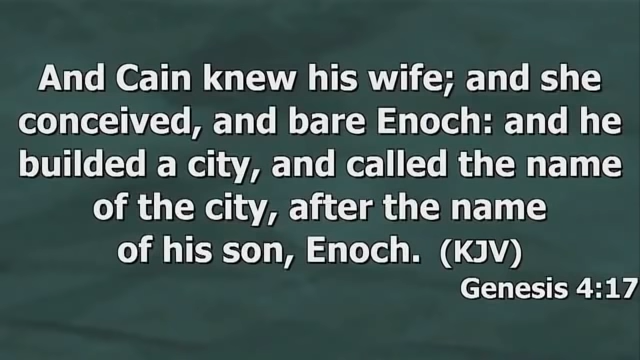 And Cain knew his wife; and she
conceived, and bare Enoch: and he
builded a city, and called the name
of the city, after the name
of his son, Enoch. (KJV)
Genesis 4:17